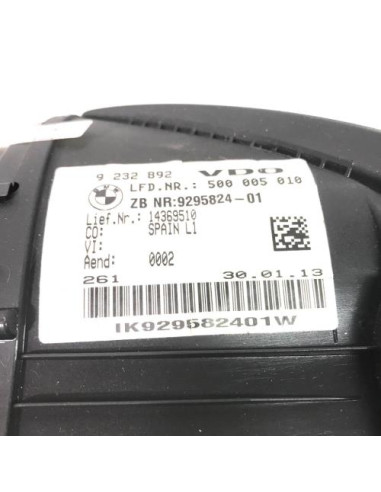 9 232 892 VDO
BMW
LFD.NR.: 500 005 010
ZB NR:9295824-01
Lief.Nr.: 14369510
CO: SPAIN L1
VI:
Aend: 0002
261 30.01.13
IK929582401W